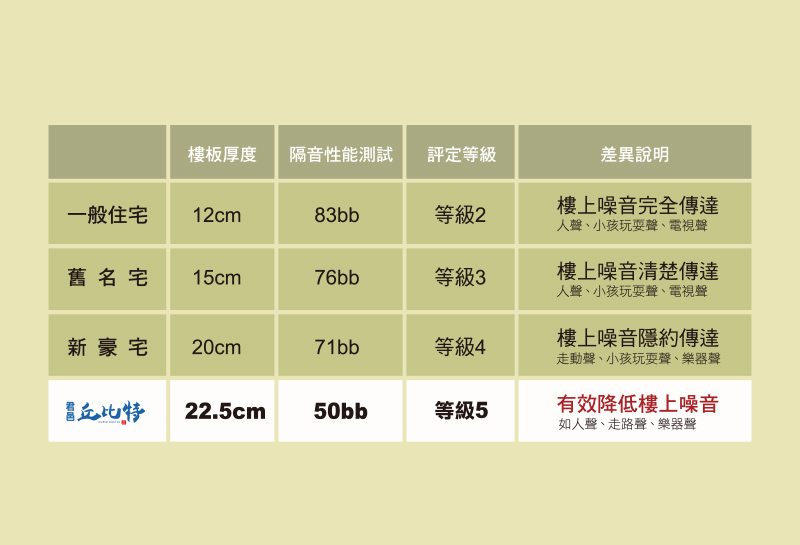 樓板厚度 隔音性能測試 評定等級 差異說明
一般住宅 12cm 83bb 等級2 樓上噪音完全傳達
人聲、小孩玩耍聲、電視聲
舊名宅 15cm 76bb 等級3 樓上噪音清楚傳達
人聲、小孩玩耍聲、電視聲
新豪宅 20cm 71bb 等級4 樓上噪音隱約傳達
走動聲、小孩玩耍聲、樂器聲
君邑 丘比特 22.5cm 50bb 等級5 有效降低樓上噪音
如人聲、走路聲、樂器聲